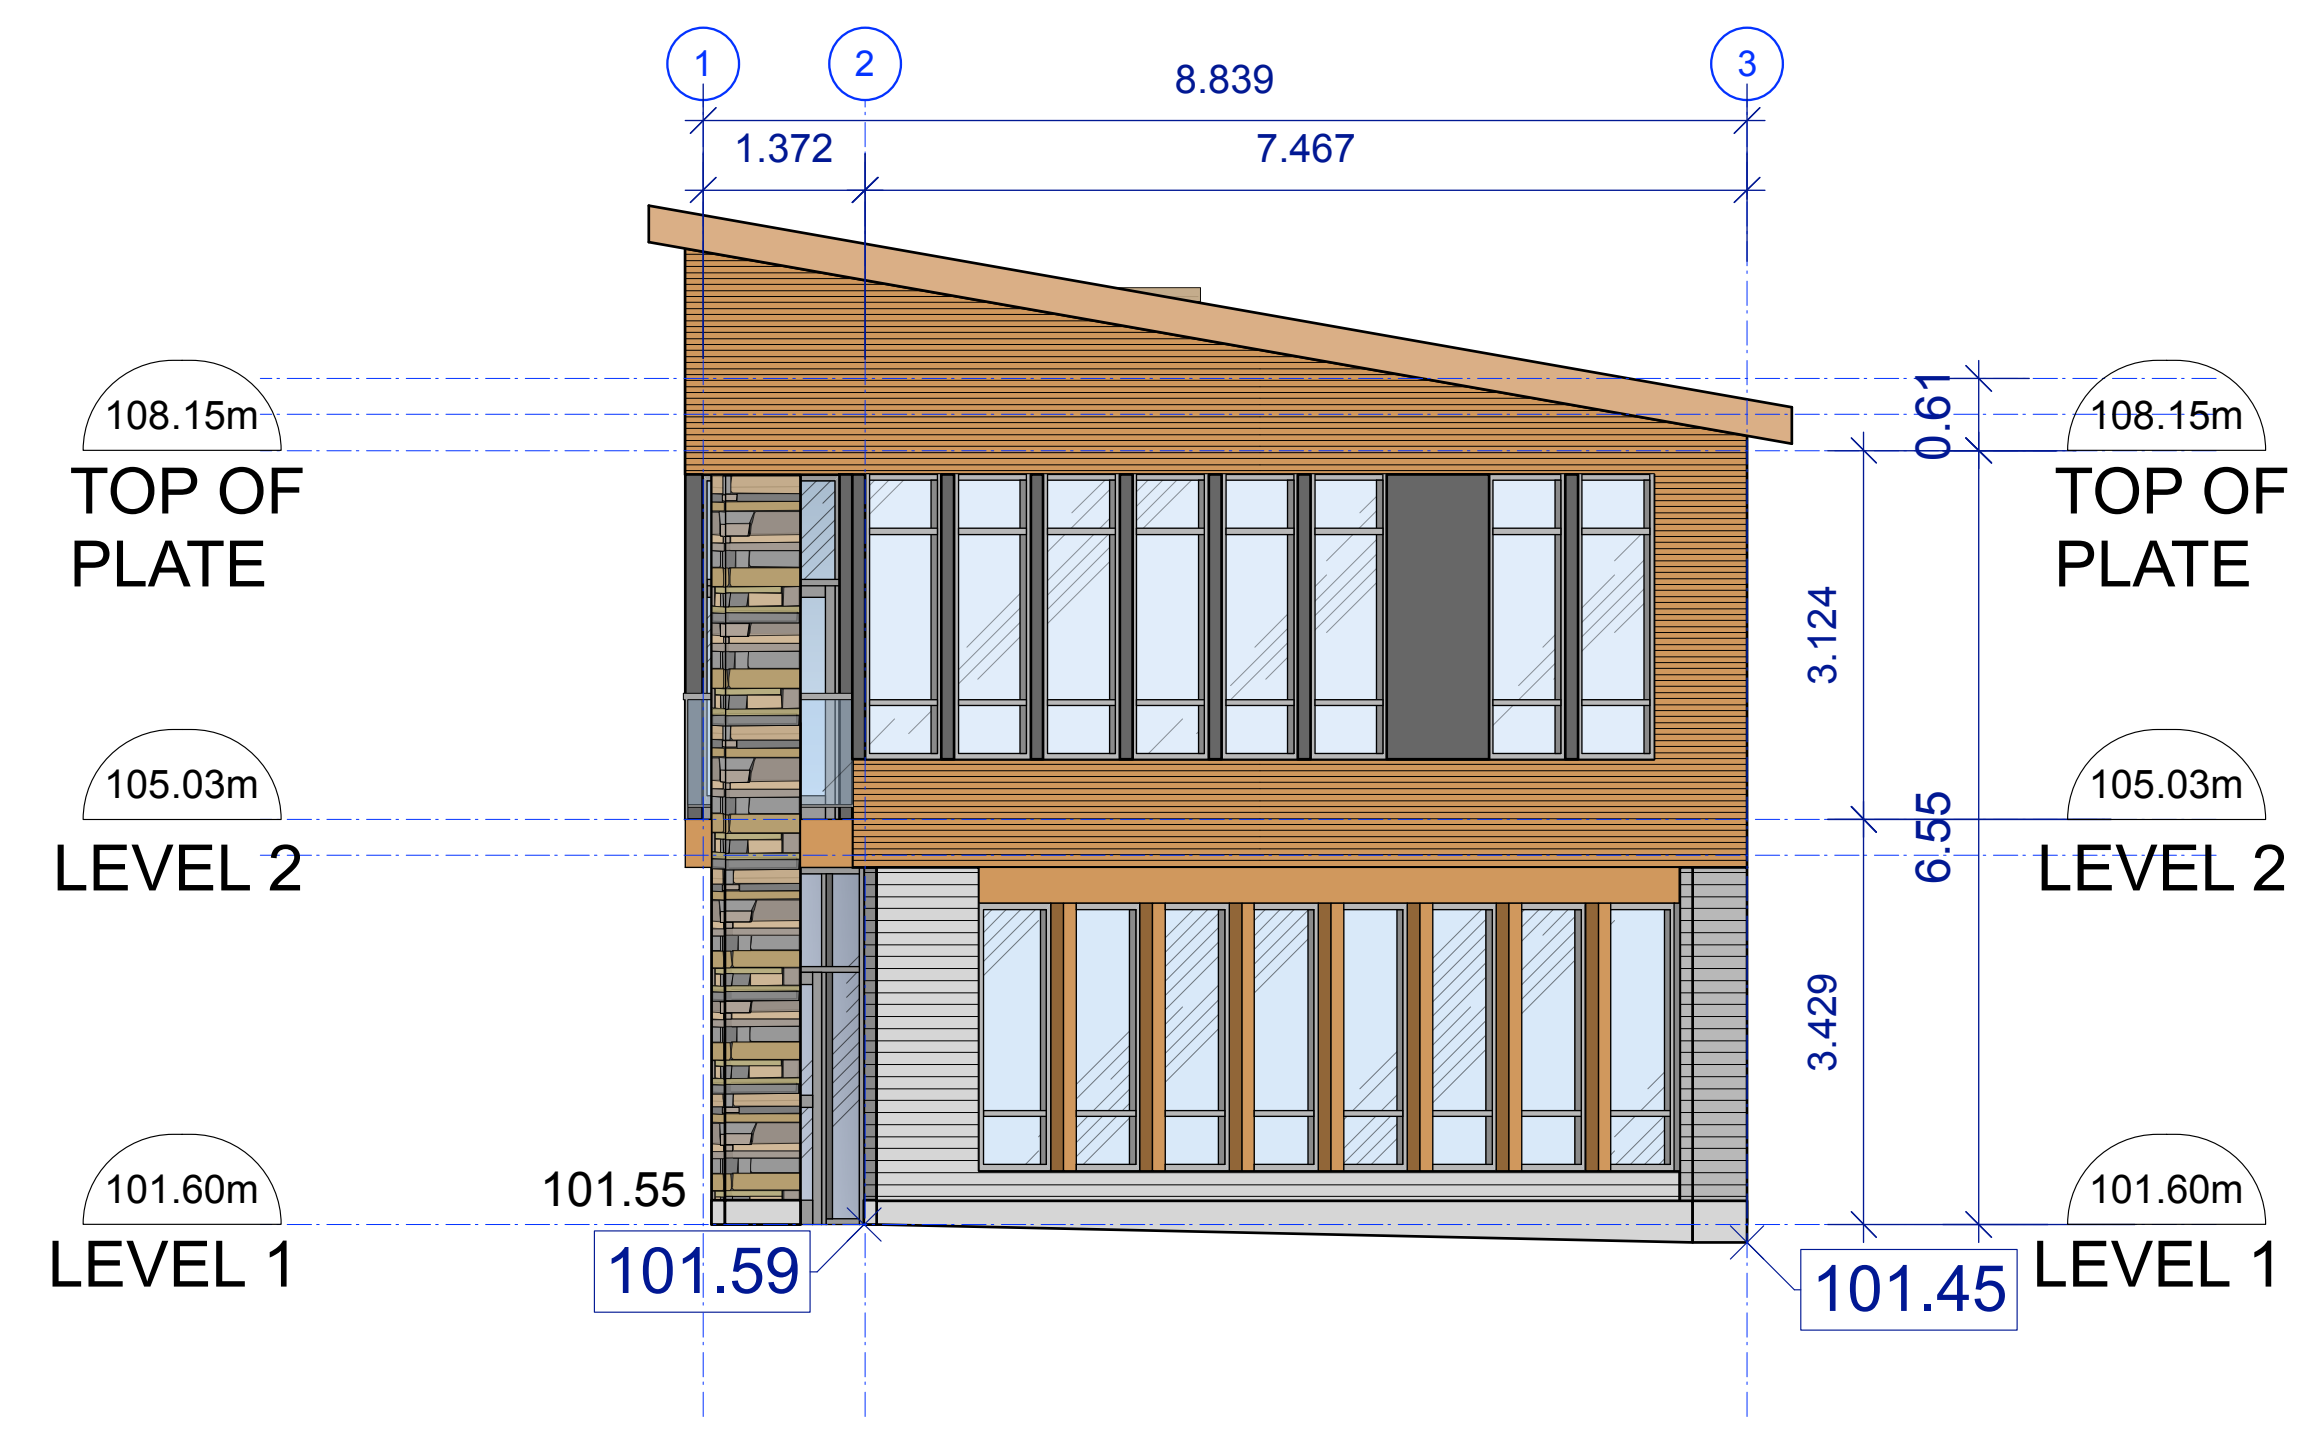 1
2
3
8.839
1.372
7.467
0.61
108.15m
108.15m
TOP OF
PLATE
TOP OF
PLATE
3.124
105.03m
105.03m
6.55
LEVEL 2
LEVEL 2
3.429
101.60m
101.60m
101.55
LEVEL 1
LEVEL 1
101.59
101.45